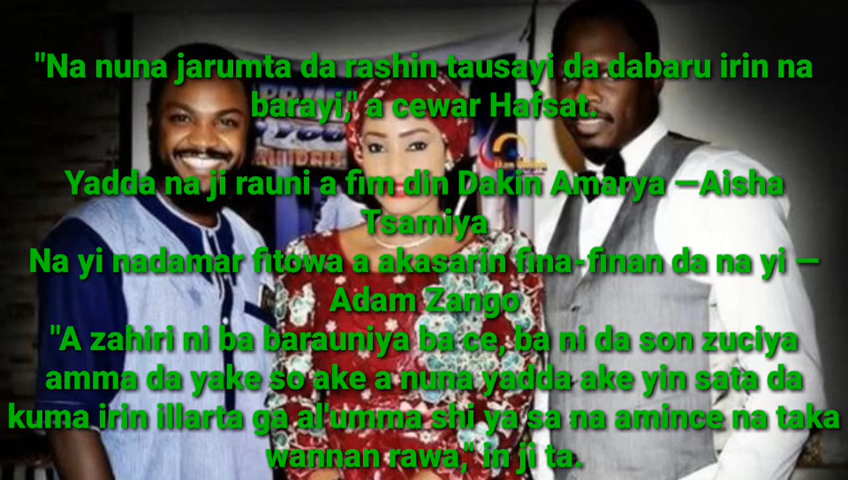 "Na nuna jarumta da rashin tausayi da dabaru irin na
barayi," a cewar Hafsat.
Yadda na ji rauni a fim din Dakin Amarya —Aisha
Tsamiya
Na yi nadamar fitowa a akasarin fina-finan da na yi —
Adam Zango
"A zahiri ni ba barauniya ba ce, ba ni da son zuciya
amma da yake so ake a nuna yadda ake yin sata da
kuma irin illarta ga al'umma shi ya sa na amince na taka
wannan rawa," in ji ta.